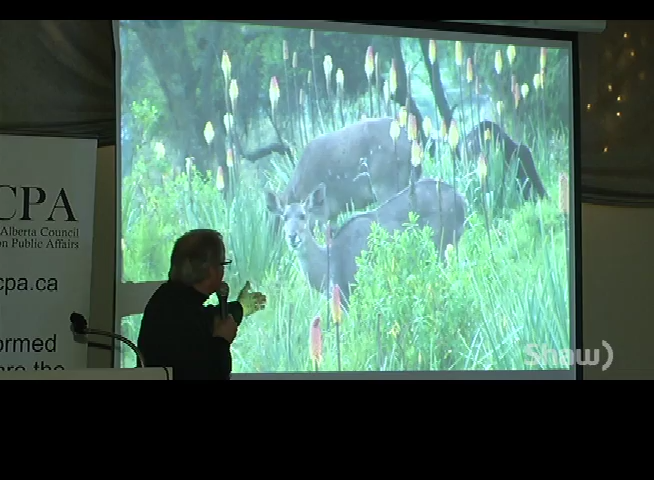 CPA
Alberta Council
on Public Affairs
cpa.ca
ormed
are the
Shaw)